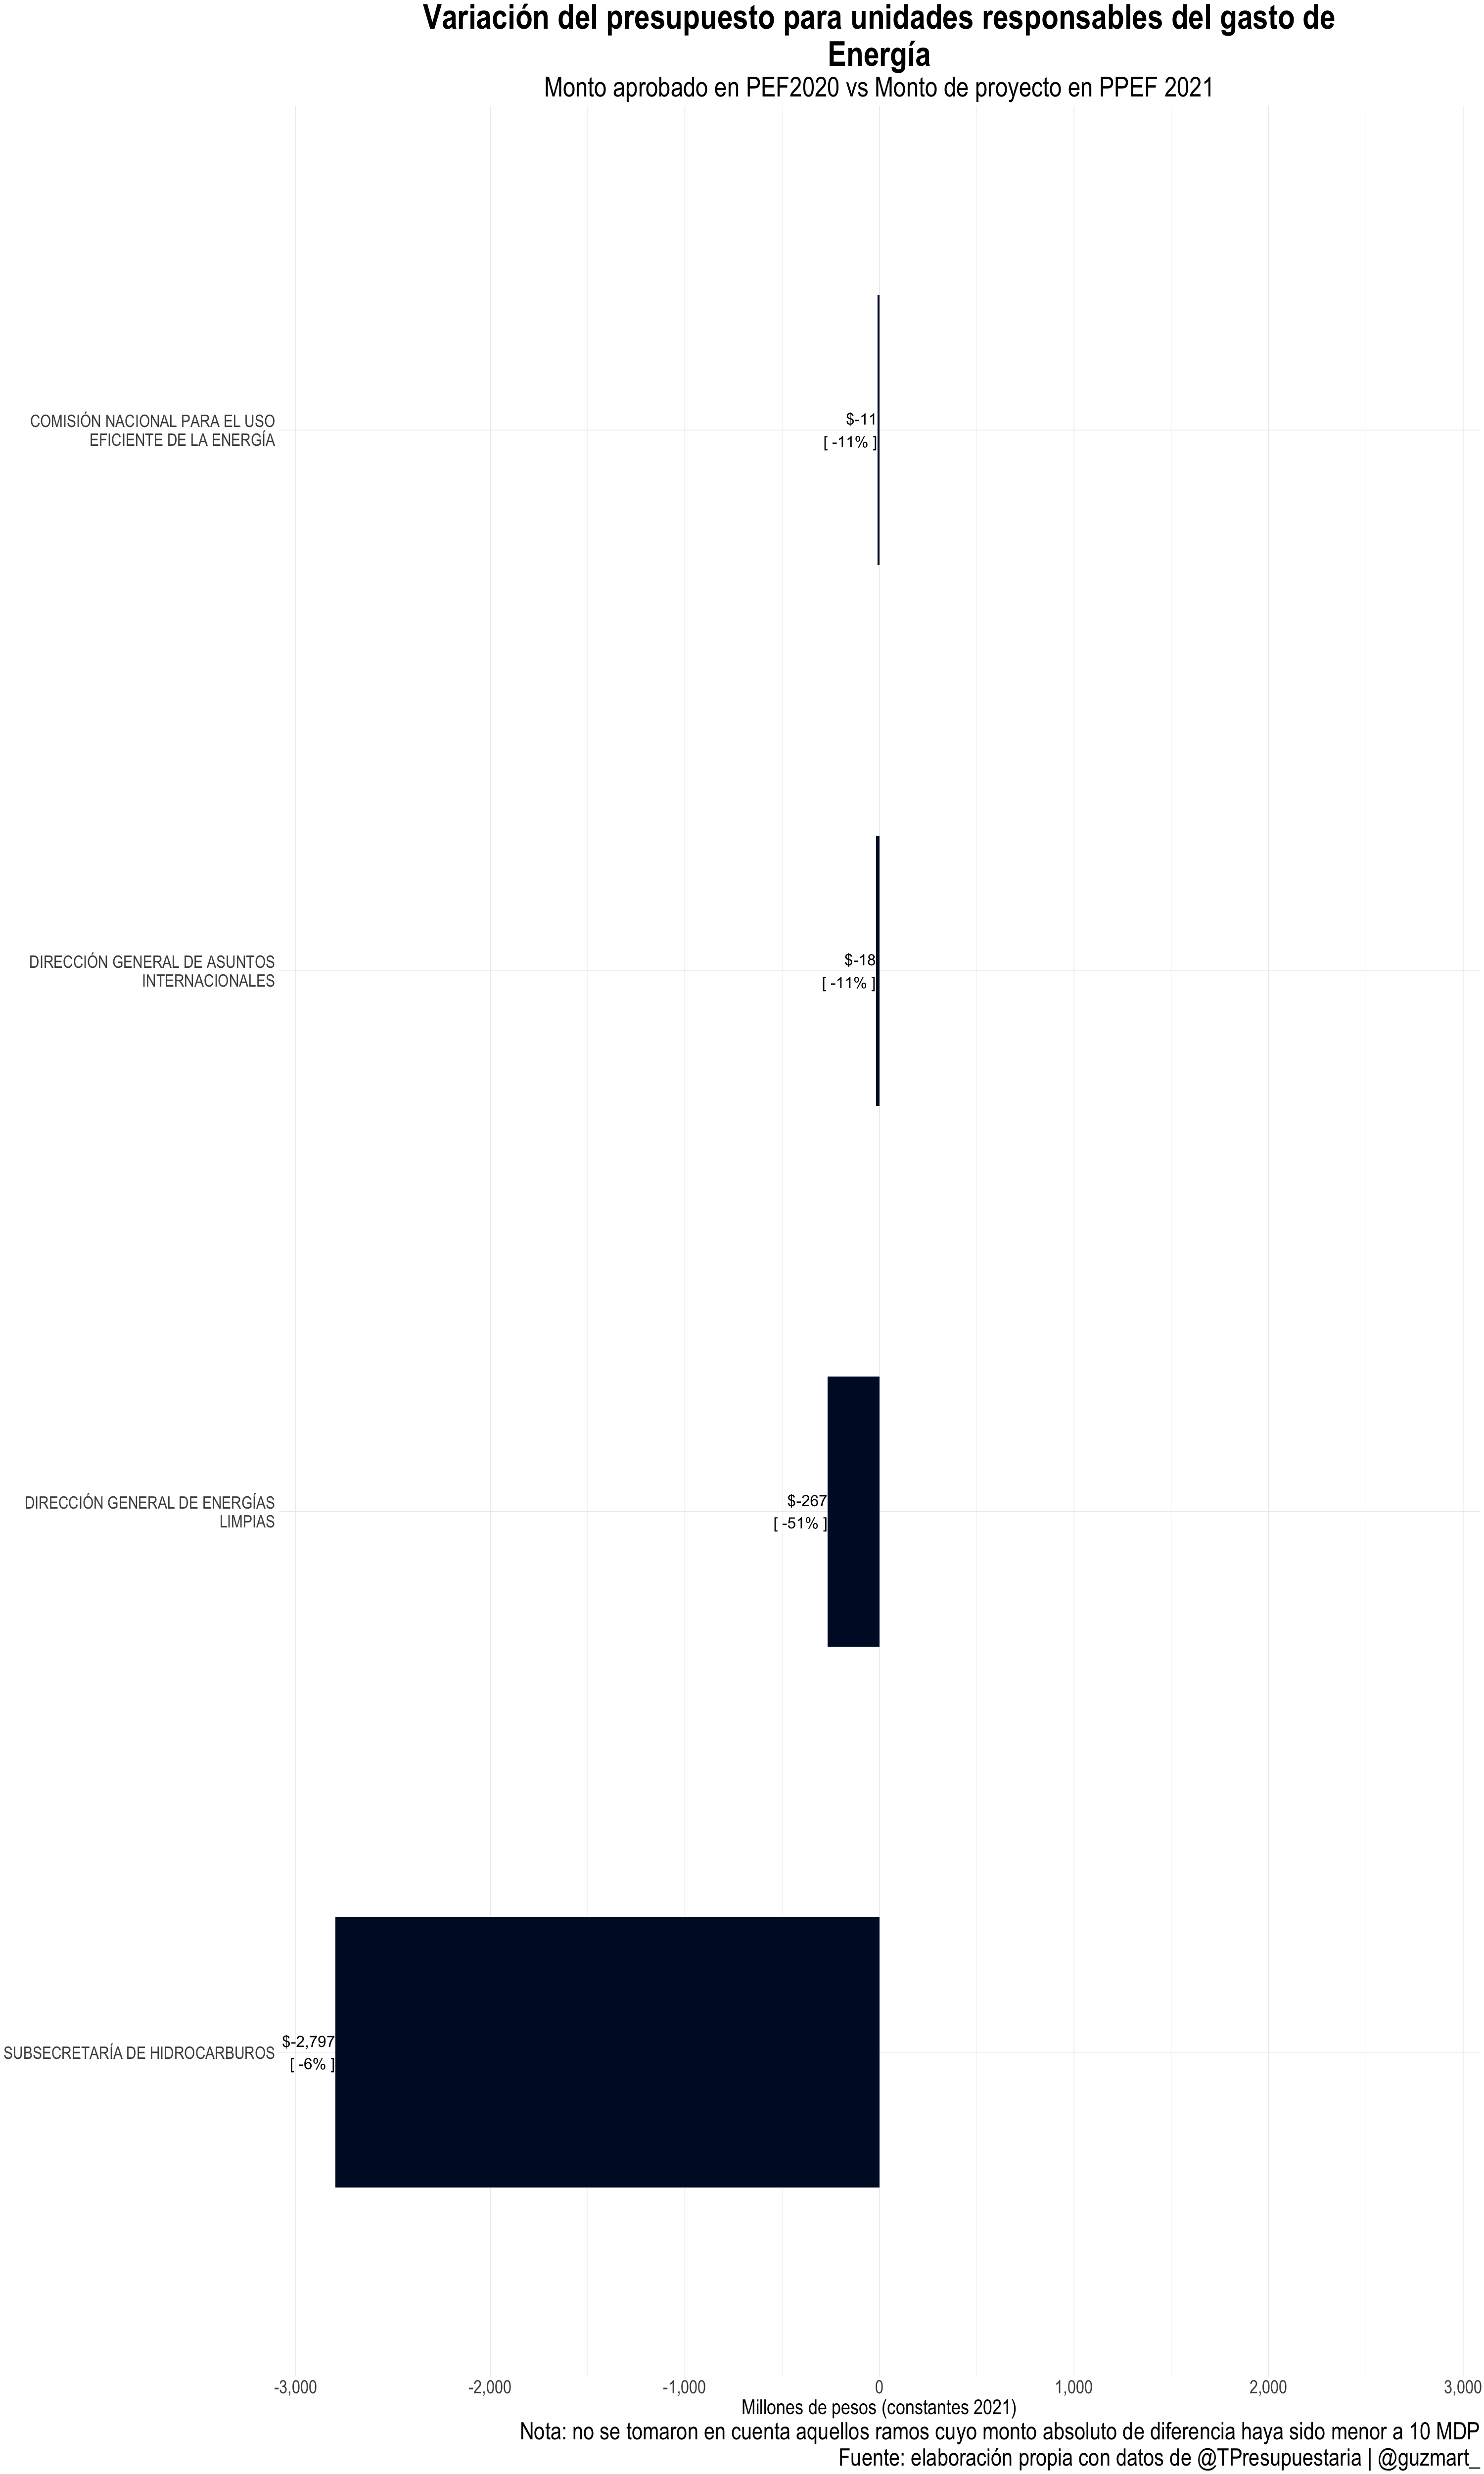 Variación del presupuesto para unidades responsables del gasto de
Energía
Monto aprobado en PEF2020 vs Monto de proyecto en PPEF 2021
COMISIÓN NACIONAL PARA EL USO
EFICIENTE DE LA ENERGÍA
$-11
[ -11% ]
DIRECCIÓN GENERAL DE ASUNTOS
INTERNACIONALES
$-18
[ -11% ]
DIRECCIÓN GENERAL DE ENERGÍAS
LIMPIAS
$-267
[ -51% ]
SUBSECRETARÍA DE HIDROCARBUROS
$-2,797
[ -6% ]
-3,000 -2,000 -1,000 0 1,000 2,000 3,000
Millones de pesos (constantes 2021)
Nota: no se tomaron en cuenta aquellos ramos cuyo monto absoluto de diferencia haya sido menor a 10 MDP
Fuente: elaboración propia con datos de @TPresupuestaria | @guzmart_